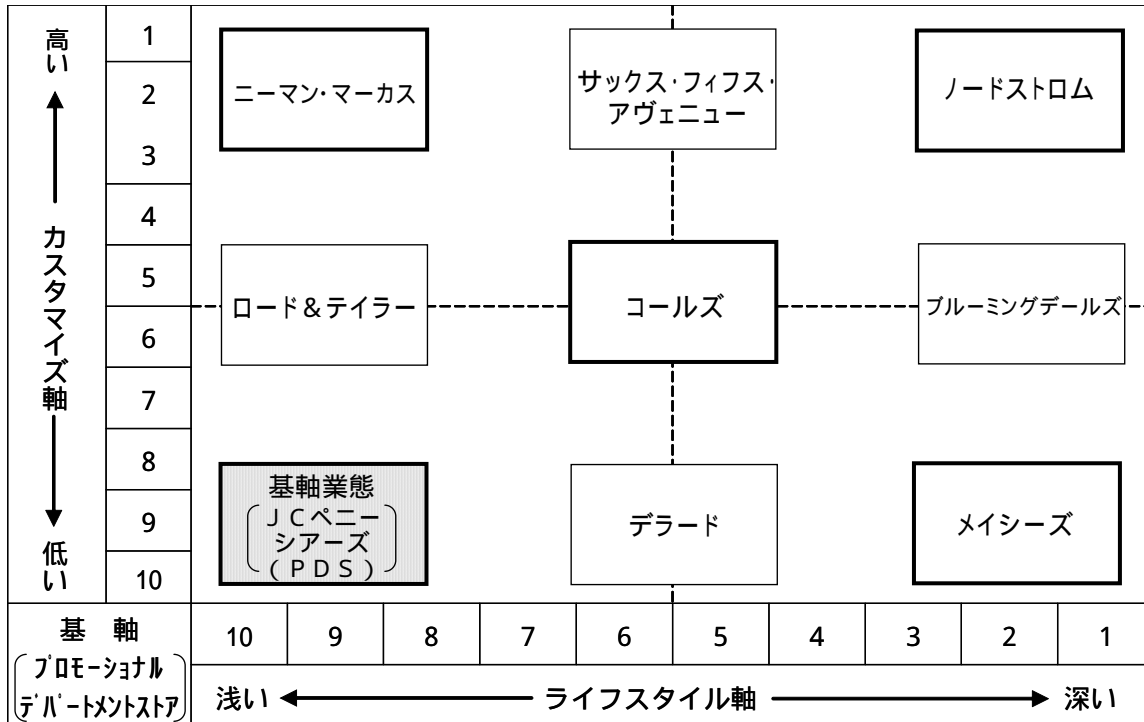 高い
カスタマイズ軸
低い
1
2
3
4
5
6
7
8
9
10
ニーマン・マーカス
サックス・フィフス・
アヴェニュー
ノードストロム
ロード&テイラー
コールズ
ブルーミングデールズ
基軸業態
JCペニー
シアーズ
(PDS)
デラード
メイシーズ
基 軸
プロモーショナル
デパートメントストア
10 9 8 7 6 5 4 3 2 1
浅い ライフスタイル軸 深い